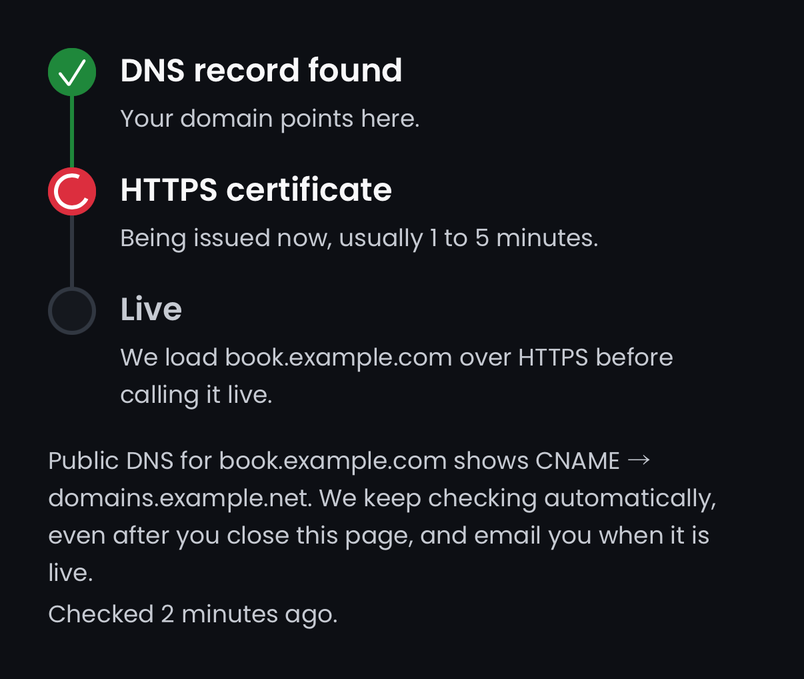 DNS record found
Your domain points here.
HTTPS certificate
Being issued now, usually 1 to 5 minutes.
Live
We load book.example.com over HTTPS before
calling it live.
Public DNS for book.example.com shows CNAME →
domains.example.net. We keep checking automatically,
even after you close this page, and email you when it is
live.
Checked 2 minutes ago.